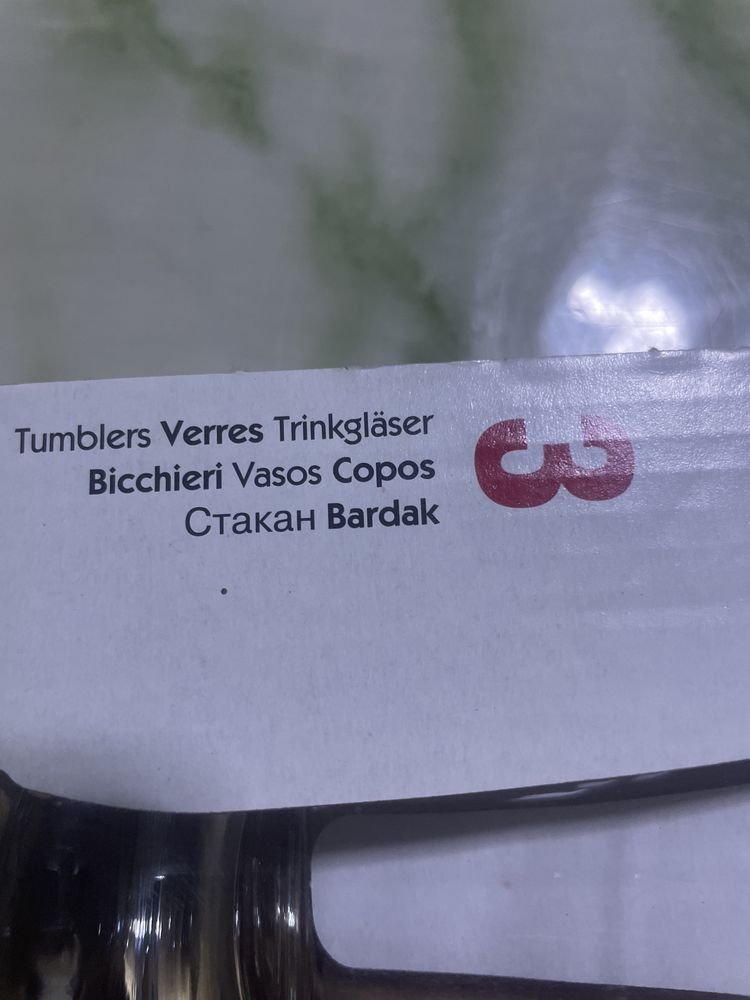 Tumblers Verres Trinkgläser
Bicchieri Vasos Copos
Стакан Bardak
3